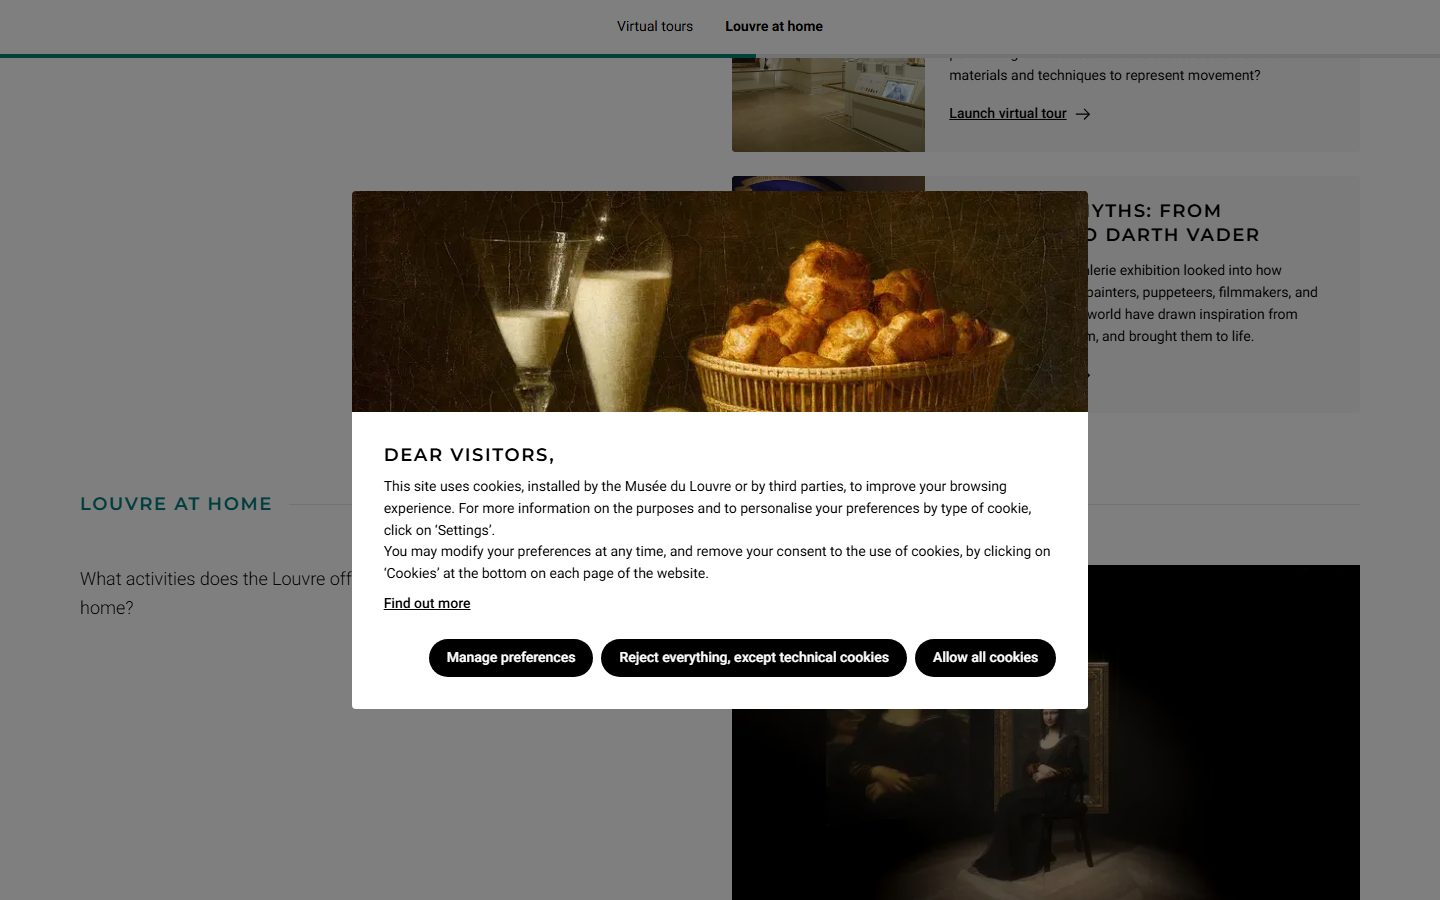 Virtual tours
Louvre at home
materials and techniques to represent movement?
Launch virtual tour
YTHS: FROM
DARTH VADER
exhibition looked into how
painters, puppeteers, filmmakers, and
world have drawn inspiration from
and brought them to life.
DEAR VISITORS,
This site uses cookies, installed by the Musée du Louvre or by third parties, to improve your browsing
experience. For more information on the purposes and to personalise your preferences by type of cookie,
click on ‘Settings’.
You may modify your preferences at any time, and remove your consent to the use of cookies, by clicking on
‘Cookies’ at the bottom on each page of the website.
Find out more
Manage preferences
Reject everything, except technical cookies
Allow all cookies
LOUVRE AT HOME
What activities does the Louvre off
home?